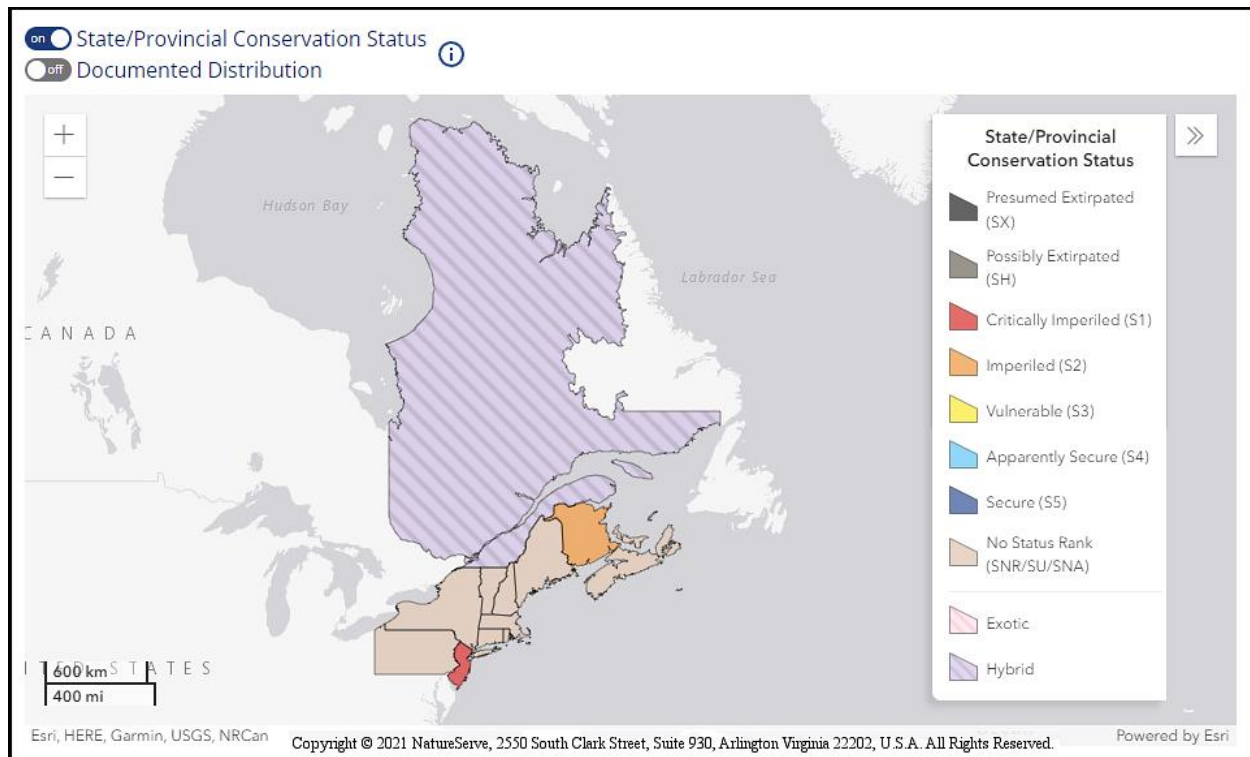 on State/Provincial Conservation Status
off Documented Distribution
+
−
Hudson Bay
Labrador Sea
CANADA
STATES
600 km
400 mi
State/Provincial
Conservation Status
Presumed Extirpated
(SX)
Possibly Extirpated
(SH)
Critically Imperiled (S1)
Imperiled (S2)
Vulnerable (S3)
Apparently Secure (S4)
Secure (S5)
No Status Rank
(SNR/SU/SNA)
Exotic
Hybrid
Esri, HERE, Garmin, USGS, NRCan
Copyright © 2021 NatureServe, 2550 South Clark Street, Suite 930, Arlington Virginia 22202, U.S.A. All Rights Reserved.
Powered by Esri